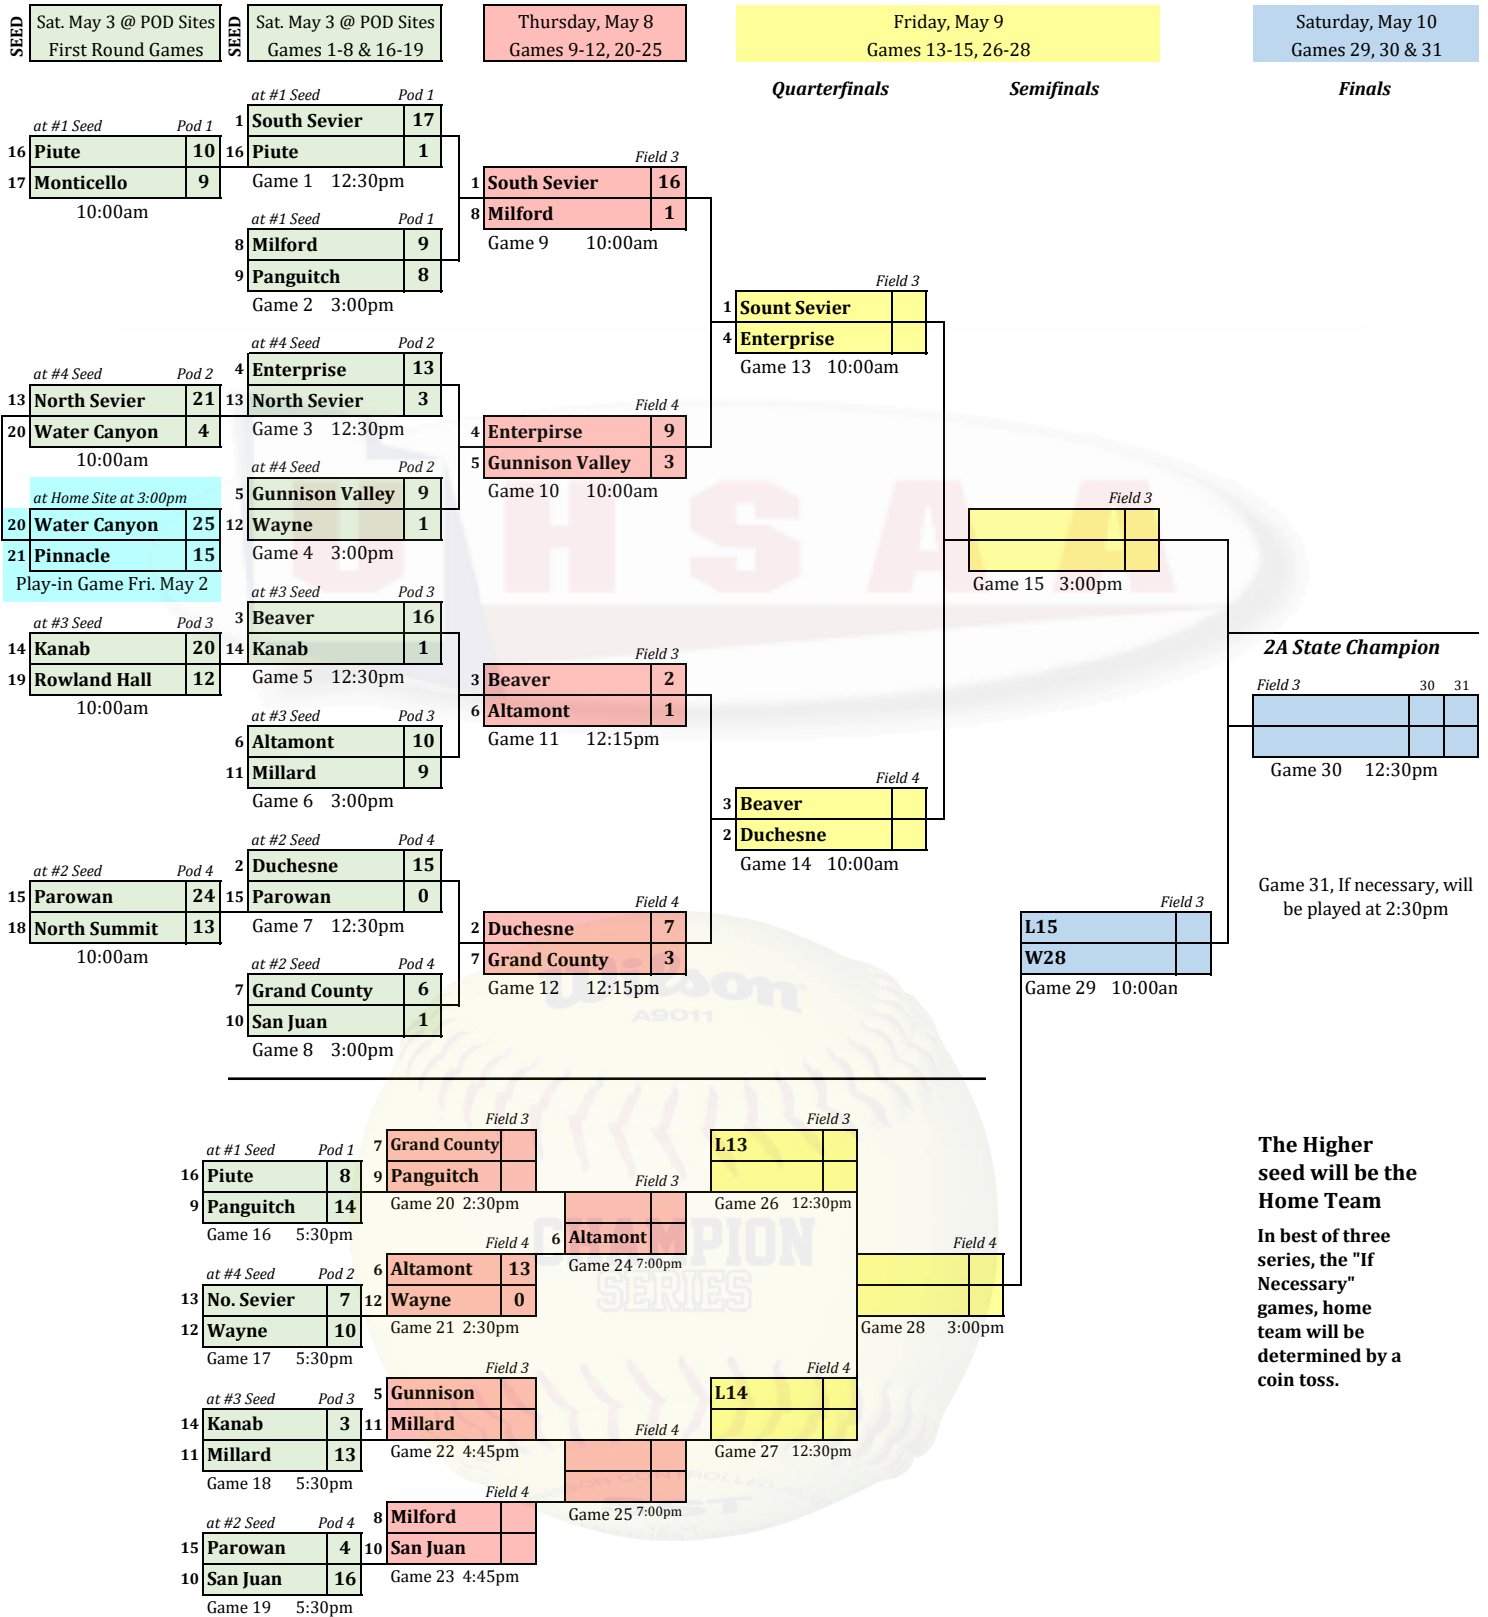 SEED
Sat. May 3 @ POD Sites
First Round Games
SEED
Sat. May 3 @ POD Sites
Games 1-8 & 16-19
Thursday, May 8
Games 9-12, 20-25
Friday, May 9
Games 13-15, 26-28
Saturday, May 10
Games 29, 30 & 31
Quarterfinals
Semifinals
Finals
at #1 Seed Pod 1
16 Piute 10
17 Monticello 9
10:00am
at #4 Seed Pod 2
13 North Sevier 21
20 Water Canyon 4
10:00am
at Home Site at 3:00pm
20 Water Canyon 25
21 Pinnacle 15
Play-in Game Fri. May 2
at #3 Seed Pod 3
14 Kanab 20
19 Rowland Hall 12
10:00am
at #2 Seed Pod 4
15 Parowan 24
18 North Summit 13
10:00am
at #1 Seed Pod 1
1 South Sevier 17
16 Piute 1
Game 1 12:30pm
at #1 Seed Pod 1
8 Milford 9
9 Panguitch 8
Game 2 3:00pm
at #4 Seed Pod 2
4 Enterprise 13
13 North Sevier 3
Game 3 12:30pm
at #4 Seed Pod 2
5 Gunnison Valley 9
12 Wayne 1
Game 4 3:00pm
at #3 Seed Pod 3
3 Beaver 16
14 Kanab 1
Game 5 12:30pm
at #3 Seed Pod 3
6 Altamont 10
11 Millard 9
Game 6 3:00pm
at #2 Seed Pod 4
2 Duchesne 15
15 Parowan 0
Game 7 12:30pm
at #2 Seed Pod 4
7 Grand County 6
10 San Juan 1
Game 8 3:00pm
Field 3
1 South Sevier 16
8 Milford 1
Game 9 10:00am
Field 4
4 Enterpirse 9
5 Gunnison Valley 3
Game 10 10:00am
Field 3
3 Beaver 2
6 Altamont 1
Game 11 12:15pm
Field 4
2 Duchesne 7
7 Grand County 3
Game 12 12:15pm
Field 3
1 Sount Sevier
4 Enterprise
Game 13 10:00am
Field 4
3 Beaver
2 Duchesne
Game 14 10:00am
Field 3
Game 15 3:00pm
2A State Champion
Field 3 30 31
Game 30 12:30pm
Game 31, If necessary, will
be played at 2:30pm
Field 3
L15
W28
Game 29 10:00an
at #1 Seed Pod 1
16 Piute 8
9 Panguitch 14
Game 16 5:30pm
at #4 Seed Pod 2
13 No. Sevier 7
12 Wayne 10
Game 17 5:30pm
at #3 Seed Pod 3
14 Kanab 3
11 Millard 13
Game 18 5:30pm
at #2 Seed Pod 4
15 Parowan 4
10 San Juan 16
Game 19 5:30pm
Field 3
7 Grand County
9 Panguitch
Game 20 2:30pm
Field 4
6 Altamont 13
12 Wayne 0
Game 21 2:30pm
Field 3
5 Gunnison
11 Millard
Game 22 4:45pm
Field 4
8 Milford
10 San Juan
Game 23 4:45pm
Field 3
6 Altamont
Game 24 7:00pm
Field 4
Game 25 7:00pm
Field 3
L13
Game 26 12:30pm
Field 4
L14
Game 27 12:30pm
Field 4
Game 28 3:00pm
The Higher
seed will be the
Home Team
In best of three
series, the "If
Necessary"
games, home
team will be
determined by a
coin toss.
UHSAA
Wilson
A9011
CHAMPION
SERIES